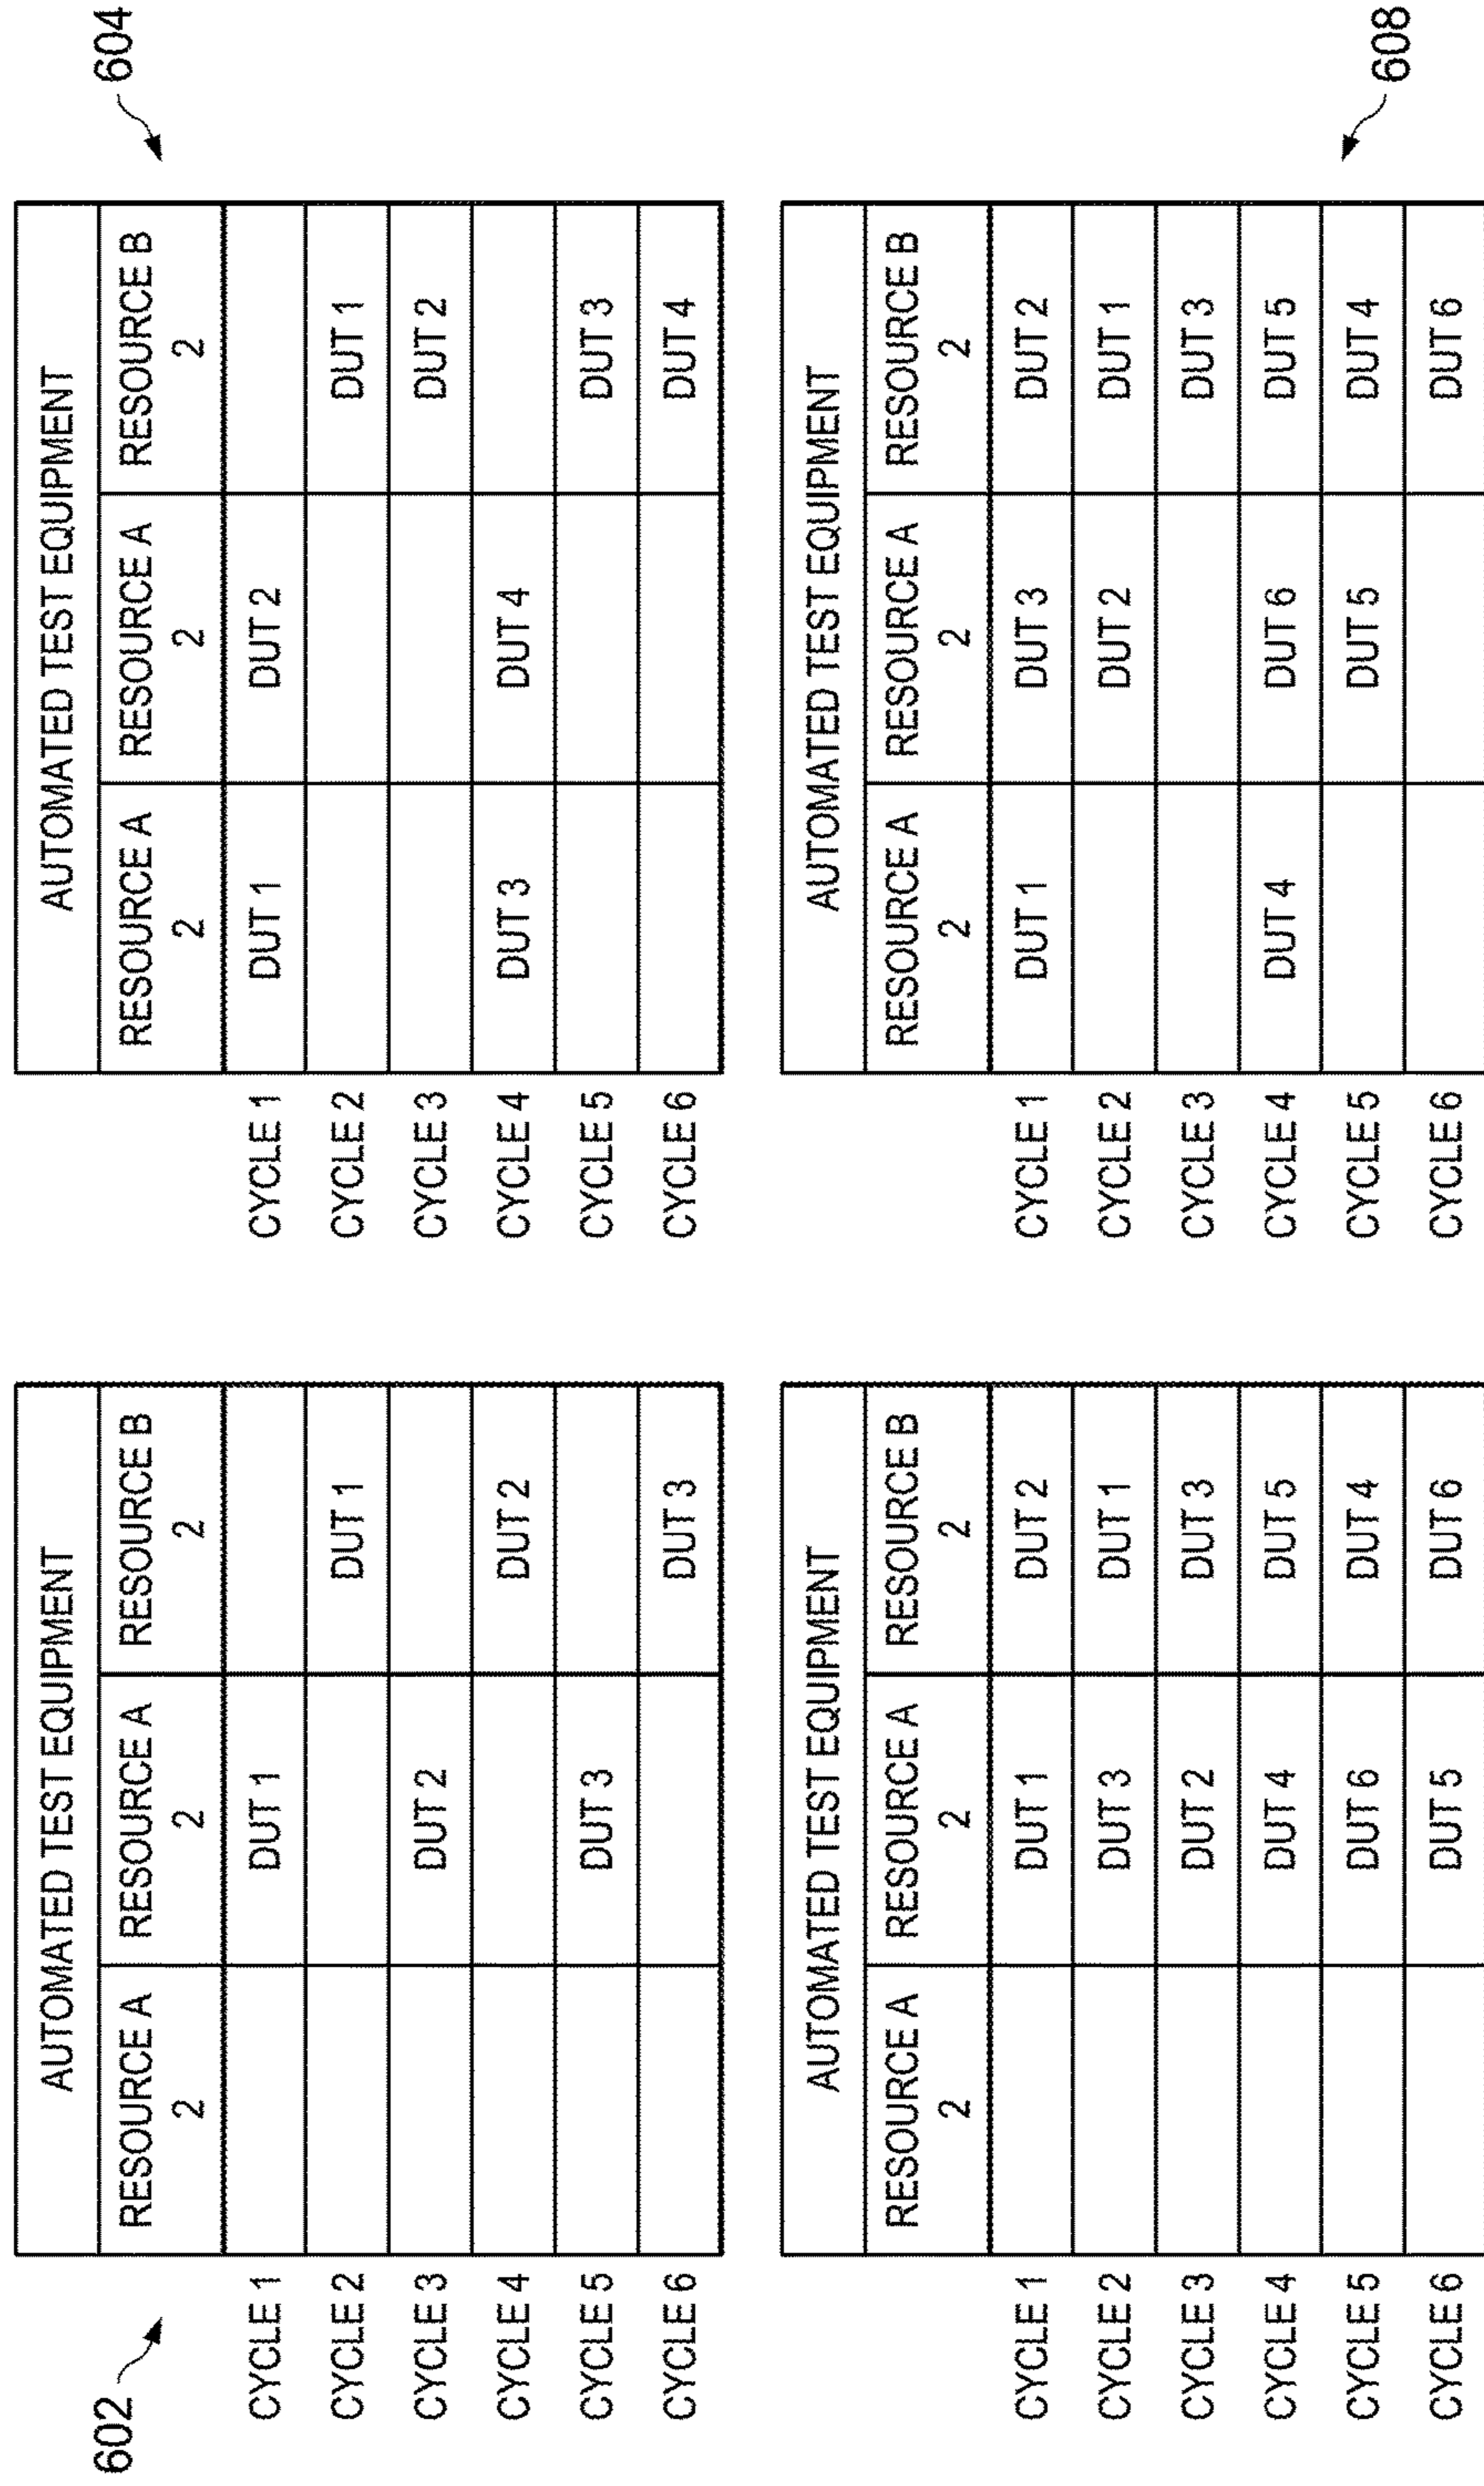 602
AUTOMATED TEST EQUIPMENT
RESOURCE A 2 RESOURCE A 2 RESOURCE B 2
CYCLE 1 DUT 1
CYCLE 2 DUT 1
CYCLE 3 DUT 2
CYCLE 4 DUT 2
CYCLE 5 DUT 3
CYCLE 6 DUT 3
604
AUTOMATED TEST EQUIPMENT
RESOURCE A 2 RESOURCE A 2 RESOURCE B 2
CYCLE 1 DUT 1 DUT 2
CYCLE 2 DUT 1
CYCLE 3 DUT 2
CYCLE 4 DUT 3 DUT 4
CYCLE 5 DUT 3
CYCLE 6 DUT 4
AUTOMATED TEST EQUIPMENT
RESOURCE A 2 RESOURCE A 2 RESOURCE B 2
CYCLE 1 DUT 1 DUT 2
CYCLE 2 DUT 3 DUT 1
CYCLE 3 DUT 2 DUT 3
CYCLE 4 DUT 4 DUT 5
CYCLE 5 DUT 6 DUT 4
CYCLE 6 DUT 5 DUT 6
608
AUTOMATED TEST EQUIPMENT
RESOURCE A 2 RESOURCE A 2 RESOURCE B 2
CYCLE 1 DUT 1 DUT 3 DUT 2
CYCLE 2 DUT 2 DUT 1
CYCLE 3 DUT 3
CYCLE 4 DUT 4 DUT 6 DUT 5
CYCLE 5 DUT 5 DUT 4
CYCLE 6 DUT 6